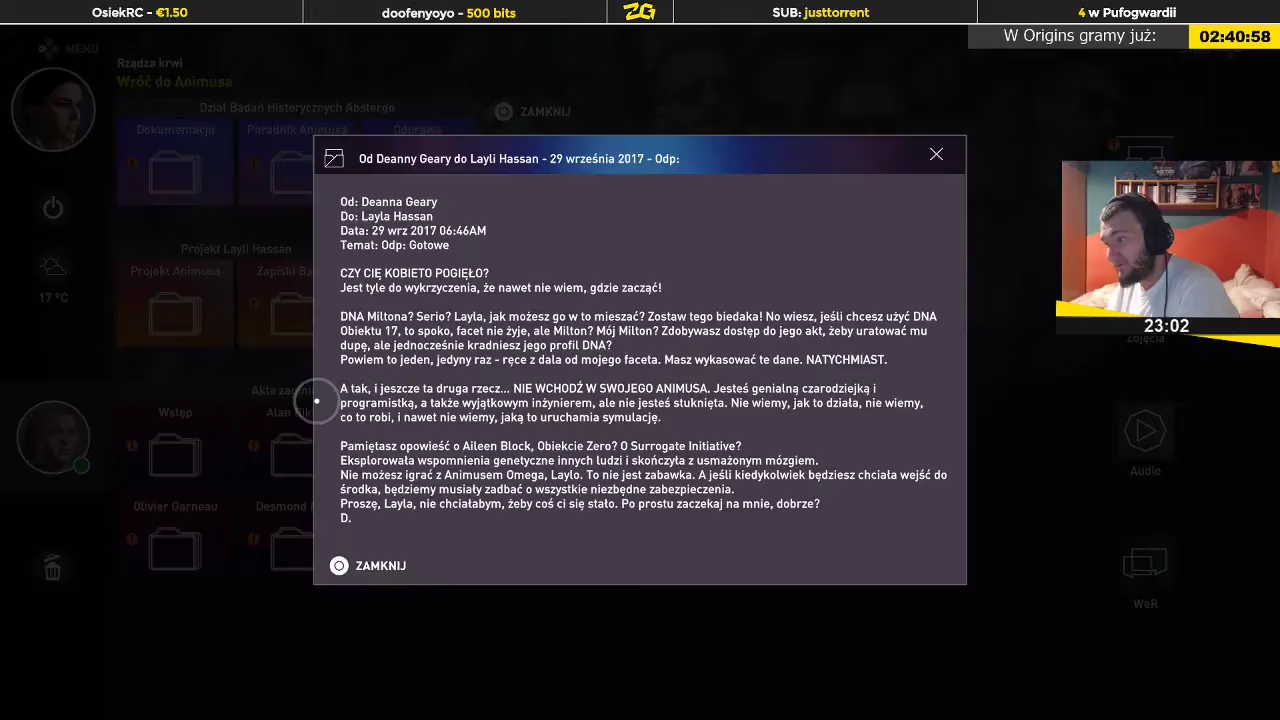 OsiekRC - €1.50
doofenyoyo - 500 bits
ZG
SUB: justtorrent
4 w Pufogwardii
W Origins gramy już:
02:40:58
MENU
Rządza krwi
Wróć do Animusa
Dział Badań Historycznych Abstergo
ZAMKNIJ
Dokumentacja
Poradnik Animusa
Odprawa
Od Deanny Geary do Layli Hassan - 29 września 2017 - Odp:
Od: Deanna Geary
Do: Layla Hassan
Data: 29 wrz 2017 06:46AM
Temat: Odp: Gotowe
CZY CIĘ KOBIETO POGIĘŁO?
Jest tyle do wykrzyczenia, że nawet nie wiem, gdzie zacząć!
DNA Miltona? Serio? Layla, jak możesz go w to mieszać? Zostaw tego biedaka! No wiesz, jeśli chcesz użyć DNA
Obiektu 17, to spoko, facet nie żyje, ale Milton? Mój Milton? Zdobywasz dostęp do jego akt, żeby uratować mu
dupę, ale jednocześnie kradniesz jego profil DNA?
Powiem to jeden, jedyny raz - ręce z dala od mojego faceta. Masz wykasować te dane. NATYCHMIAST.
A tak, i jeszcze ta druga rzecz... NIE WCHODŹ W SWOJEGO ANIMUSA. Jesteś genialną czarodziejką i
programistką, a także wyjątkowym inżynierem, ale nie jesteś stuknięta. Nie wiemy, jak to działa, nie wiemy,
co to robi, i nawet nie wiemy, jaką to uruchamia symulację.
Pamiętasz opowieść o Aileen Block, Obiekcie Zero? O Surrogate Initiative?
Eksplorowała wspomnienia genetyczne innych ludzi i skończyła z usmażonym mózgiem.
Nie możesz igrać z Animusem Omega, Laylo. To nie jest zabawka. A jeśli kiedykolwiek będziesz chciała wejść do
środka, będziemy musiały zadbać o wszystkie niezbędne zabezpieczenia.
Proszę, Layla, nie chciałabym, żeby coś ci się stało. Po prostu zaczekaj na mnie, dobrze?
D.
ZAMKNIJ
17 °C
Projekt Layli Hassan
Projekt Animusa
Zapiski
Akta
Wstęp
Alan
Olivier Garneau
Desmond
23:02
Zdjęcia
Audio
WeR